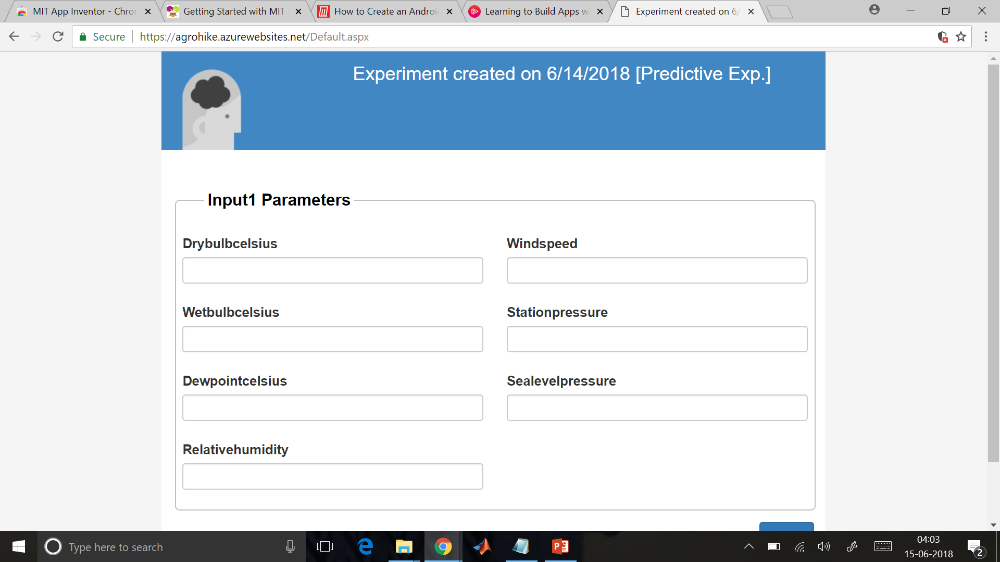 MIT App Inventor - Chror
Getting Started with MIT
How to Create an Androi
Learning to Build Apps w
Experiment created on 6/
Secure
https://agrohike.azurewebsites.net/Default.aspx
Experiment created on 6/14/2018 [Predictive Exp.]
Input1 Parameters
Drybulbcelsius
Windspeed
Wetbulbcelsius
Stationpressure
Dewpointcelsius
Sealevelpressure
Relativehumidity
Type here to search
04:03
15-06-2018
2